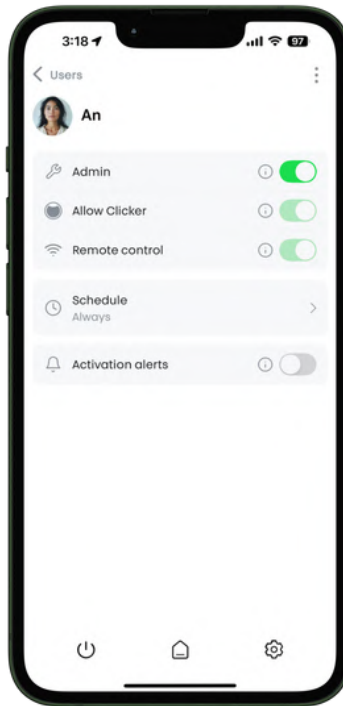 3:18
97
Users
An
Admin
Allow Clicker
Remote control
Schedule
Always
Activation alerts